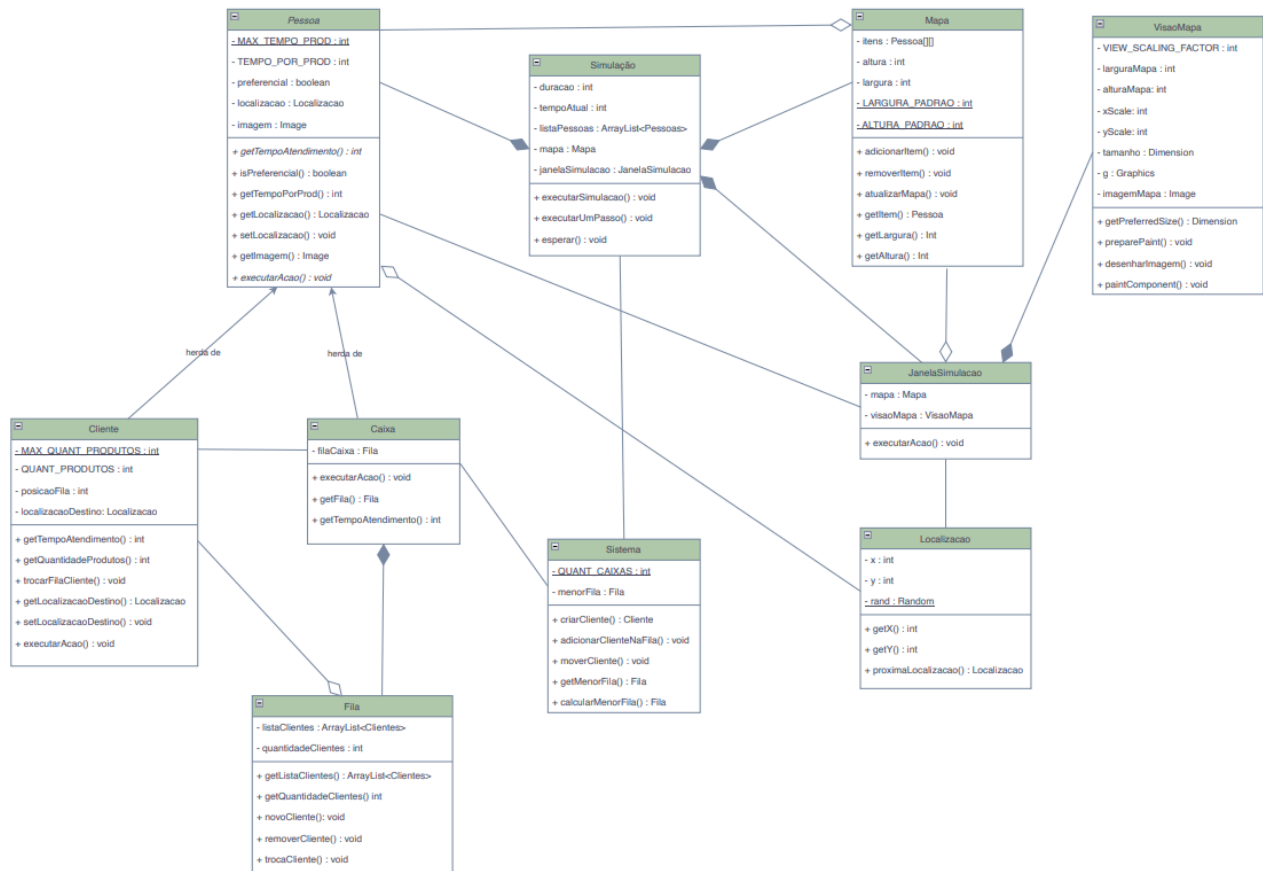 Pessoa
- MAX_TEMPO_PROD : int
- TEMPO_POR_PROD : int
- preferencial : boolean
- localizacao : Localizacao
- imagem : Image
+ getTempoAtendimento() : int
+ isPreferencial() : boolean
+ getTempoPorProd() : int
+ getLocalizacao() : Localizacao
+ setLocalizacao() : void
+ getImagem() : Image
+ executarAcao() : void
Simulação
- duracao : int
- tempoAtual : int
- listaPessoas : ArrayList<Pessoas>
- mapa : Mapa
- janelaSimulacao : JanelaSimulacao
+ executarSimulacao() : void
+ executarUmPasso() : void
+ esperar() : void
Mapa
- itens : Pessoa[][]
- altura : int
- largura : int
- LARGURA_PADRAO : int
- ALTURA_PADRAO : int
+ adicionarItem() : void
+ removerItem() : void
+ atualizarMapa() : void
+ getItem() : Pessoa
+ getLargura() : Int
+ getAltura() : Int
VisaoMapa
- VIEW_SCALING_FACTOR : int
- larguraMapa : int
- alturaMapa: int
- xScale: int
- yScale: int
- tamanho : Dimension
- g : Graphics
- imagemMapa : Image
+ getPreferredSize() : Dimension
+ preparePaint() : void
+ desenharImagem() : void
+ paintComponent() : void
herda de
herda de
JanelaSimulacao
- mapa : Mapa
- visaoMapa : VisaoMapa
+ executarAcao() : void
Cliente
- MAX_QUANT_PRODUTOS : int
- QUANT_PRODUTOS : int
- posicaoFila : int
- localizacaoDestino: Localizacao
+ getTempoAtendimento() : int
+ getQuantidadeProdutos() : int
+ trocarFilaCliente() : void
+ getLocalizacaoDestino() : Localizacao
+ setLocalizacaoDestino() : void
+ executarAcao() : void
Caixa
- filaCaixa : Fila
+ executarAcao() : void
+ getFila() : Fila
+ getTempoAtendimento() : int
Sistema
- QUANT_CAIXAS : int
- menorFila : Fila
+ criarCliente() : Cliente
+ adicionarClienteNaFila() : void
+ moverCliente() : void
+ getMenorFila() : Fila
+ calcularMenorFila() : Fila
Localizacao
- x : int
- y : int
- rand : Random
+ getX() : int
+ getY() : int
+ proximaLocalizacao() : Localizacao
Fila
- listaClientes : ArrayList<Clientes>
- quantidadeClientes : int
+ getListaClientes() : ArrayList<Clientes>
+ getQuantidadeClientes() int
+ novoCliente(): void
+ removerCliente() : void
+ trocaCliente() : void